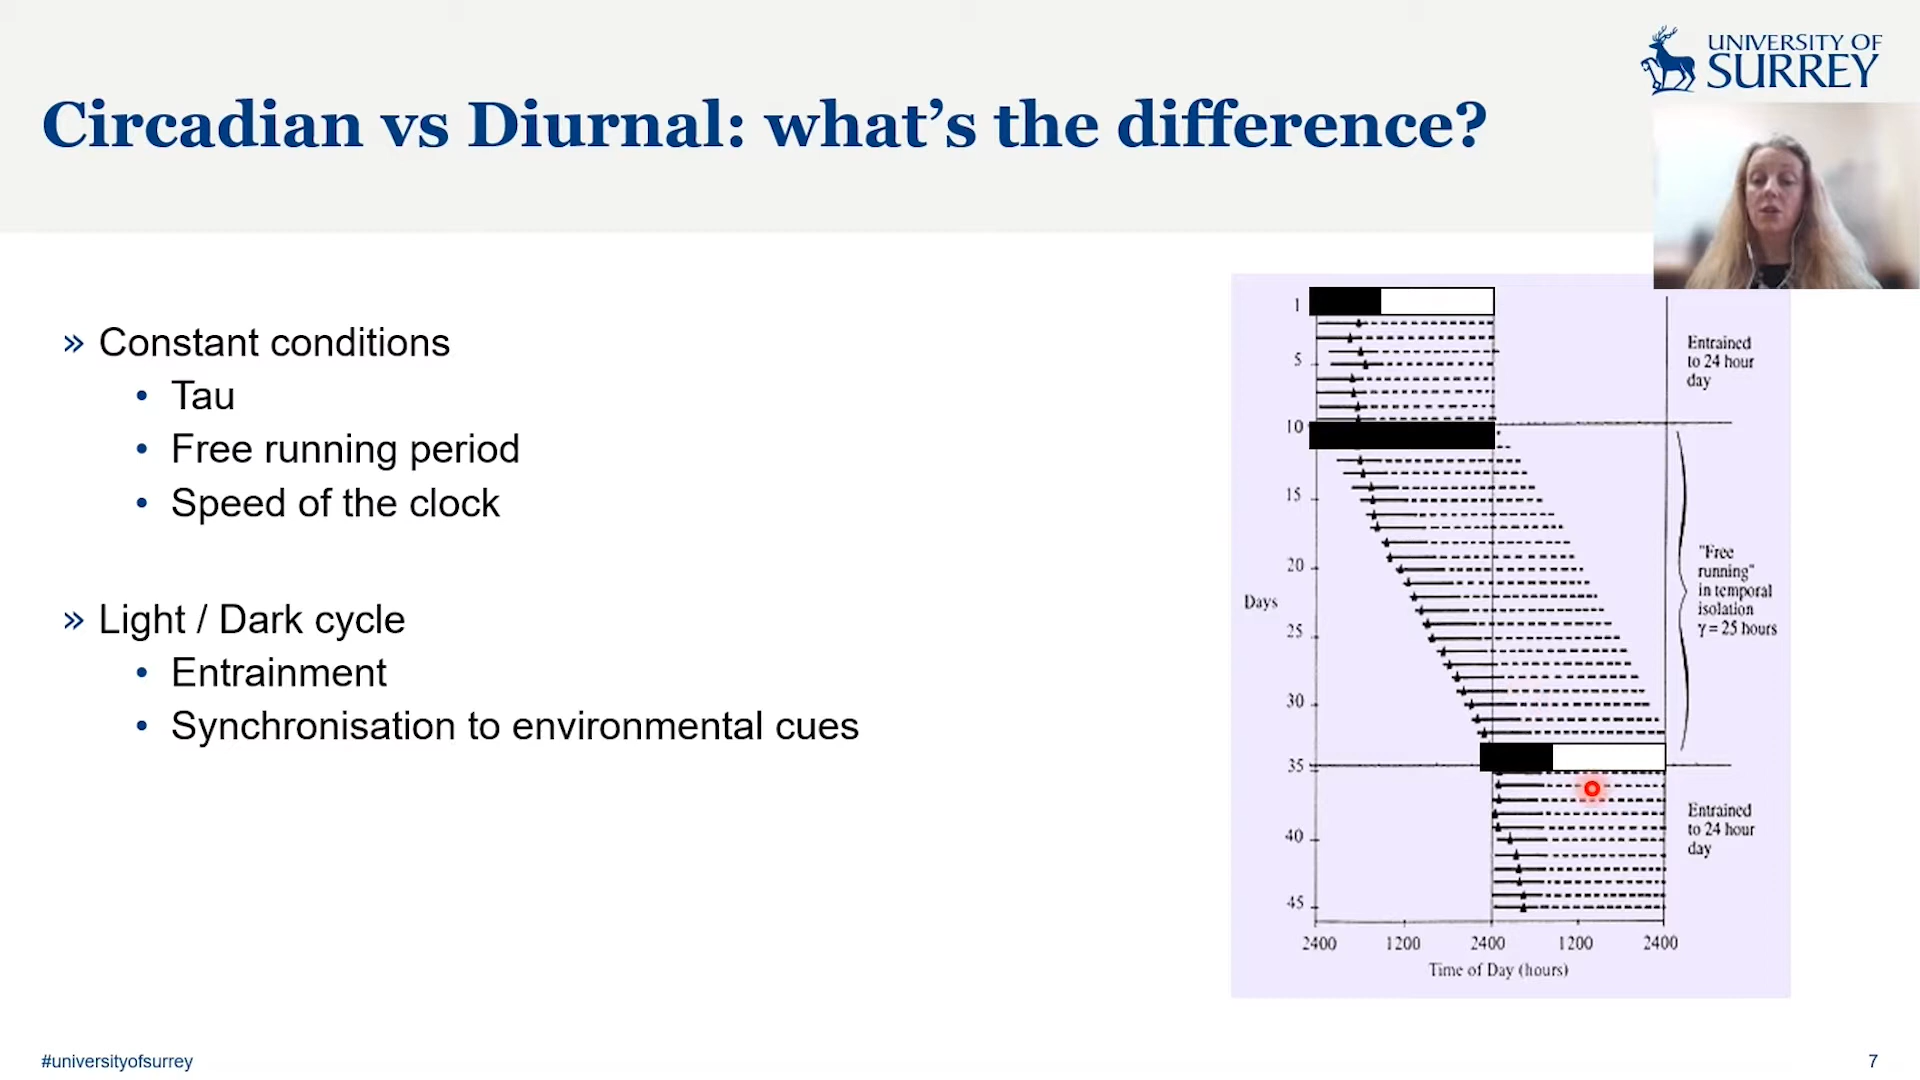 UNIVERSITY OF
SURREY
Circadian vs Diurnal: what’s the difference?
» Constant conditions
• Tau
• Free running period
• Speed of the clock
» Light / Dark cycle
• Entrainment
• Synchronisation to environmental cues
1
5
10
15
20
25
30
35
40
45
Days
Entrained
to 24 hour
day
"Free
running"
in temporal
isolation
γ = 25 hours
Entrained
to 24 hour
day
2400 1200 2400 1200 2400
Time of Day (hours)
#universityofsurrey
7